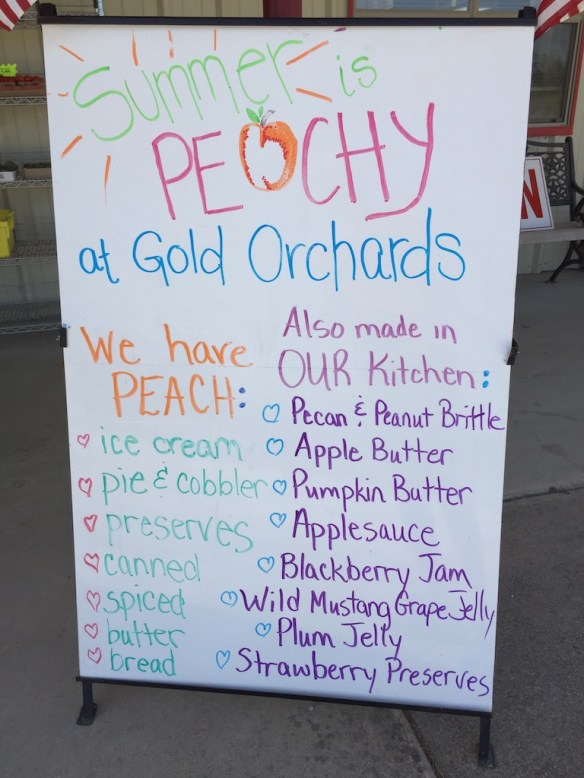 Summer is
PEACHY
at Gold Orchards
We have
PEACH:
ice cream
pie & cobbler
preserves
canned
spiced
butter
bread
Also made in
OUR Kitchen:
Pecan & Peanut Brittle
Apple Butter
Pumpkin Butter
Applesauce
Blackberry Jam
Wild Mustang Grape Jelly
Plum Jelly
Strawberry Preserves
N